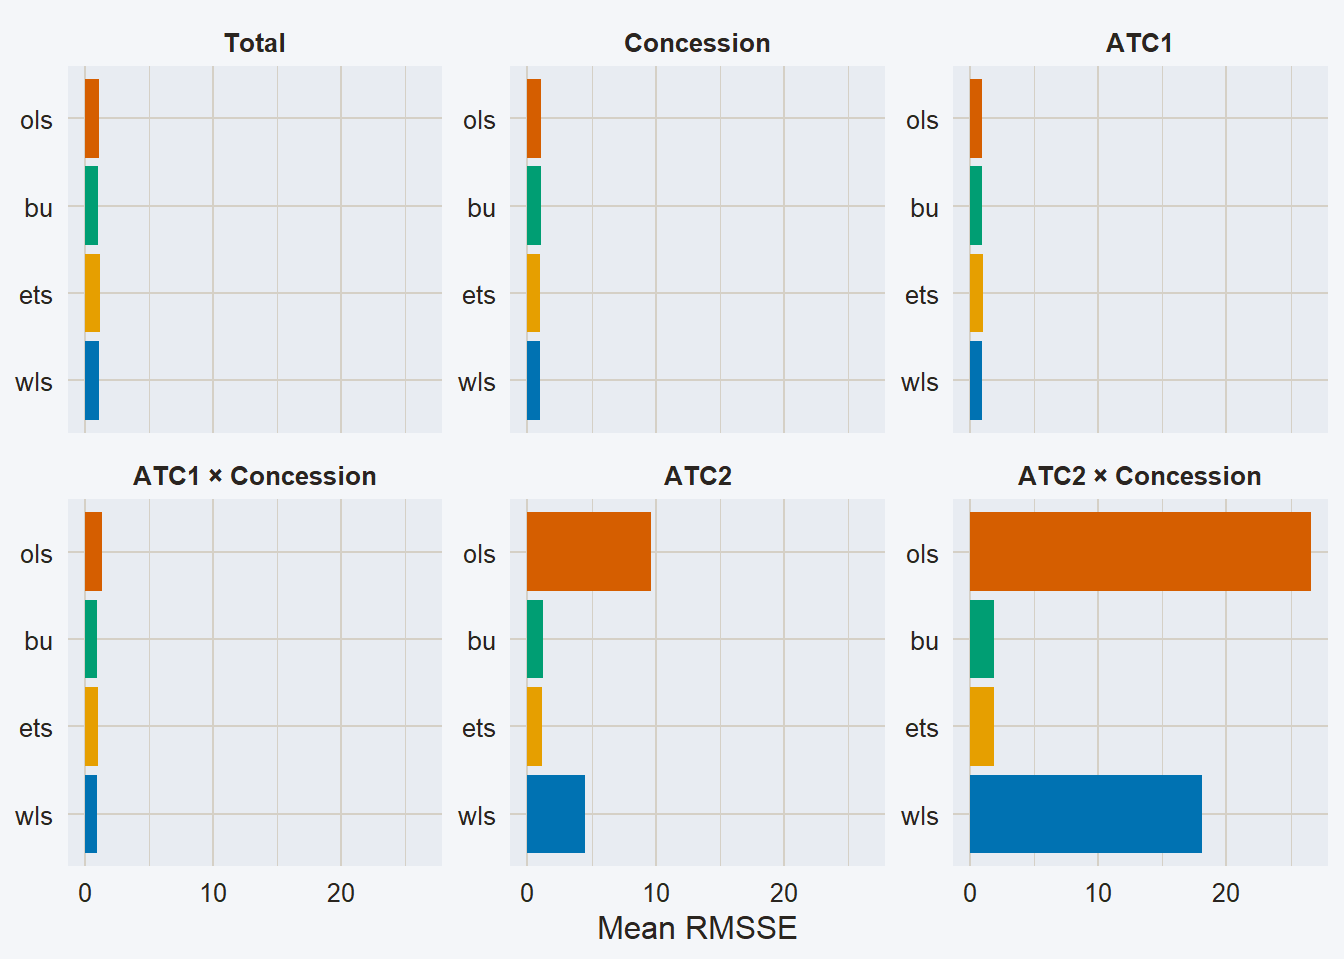 Total
Concession
ATC1
ols
bu
ets
wls
ols
bu
ets
wls
ols
bu
ets
wls
ATC1 × Concession
ATC2
ATC2 × Concession
ols
bu
ets
wls
ols
bu
ets
wls
ols
bu
ets
wls
0 10 20
0 10 20
0 10 20
Mean RMSSE